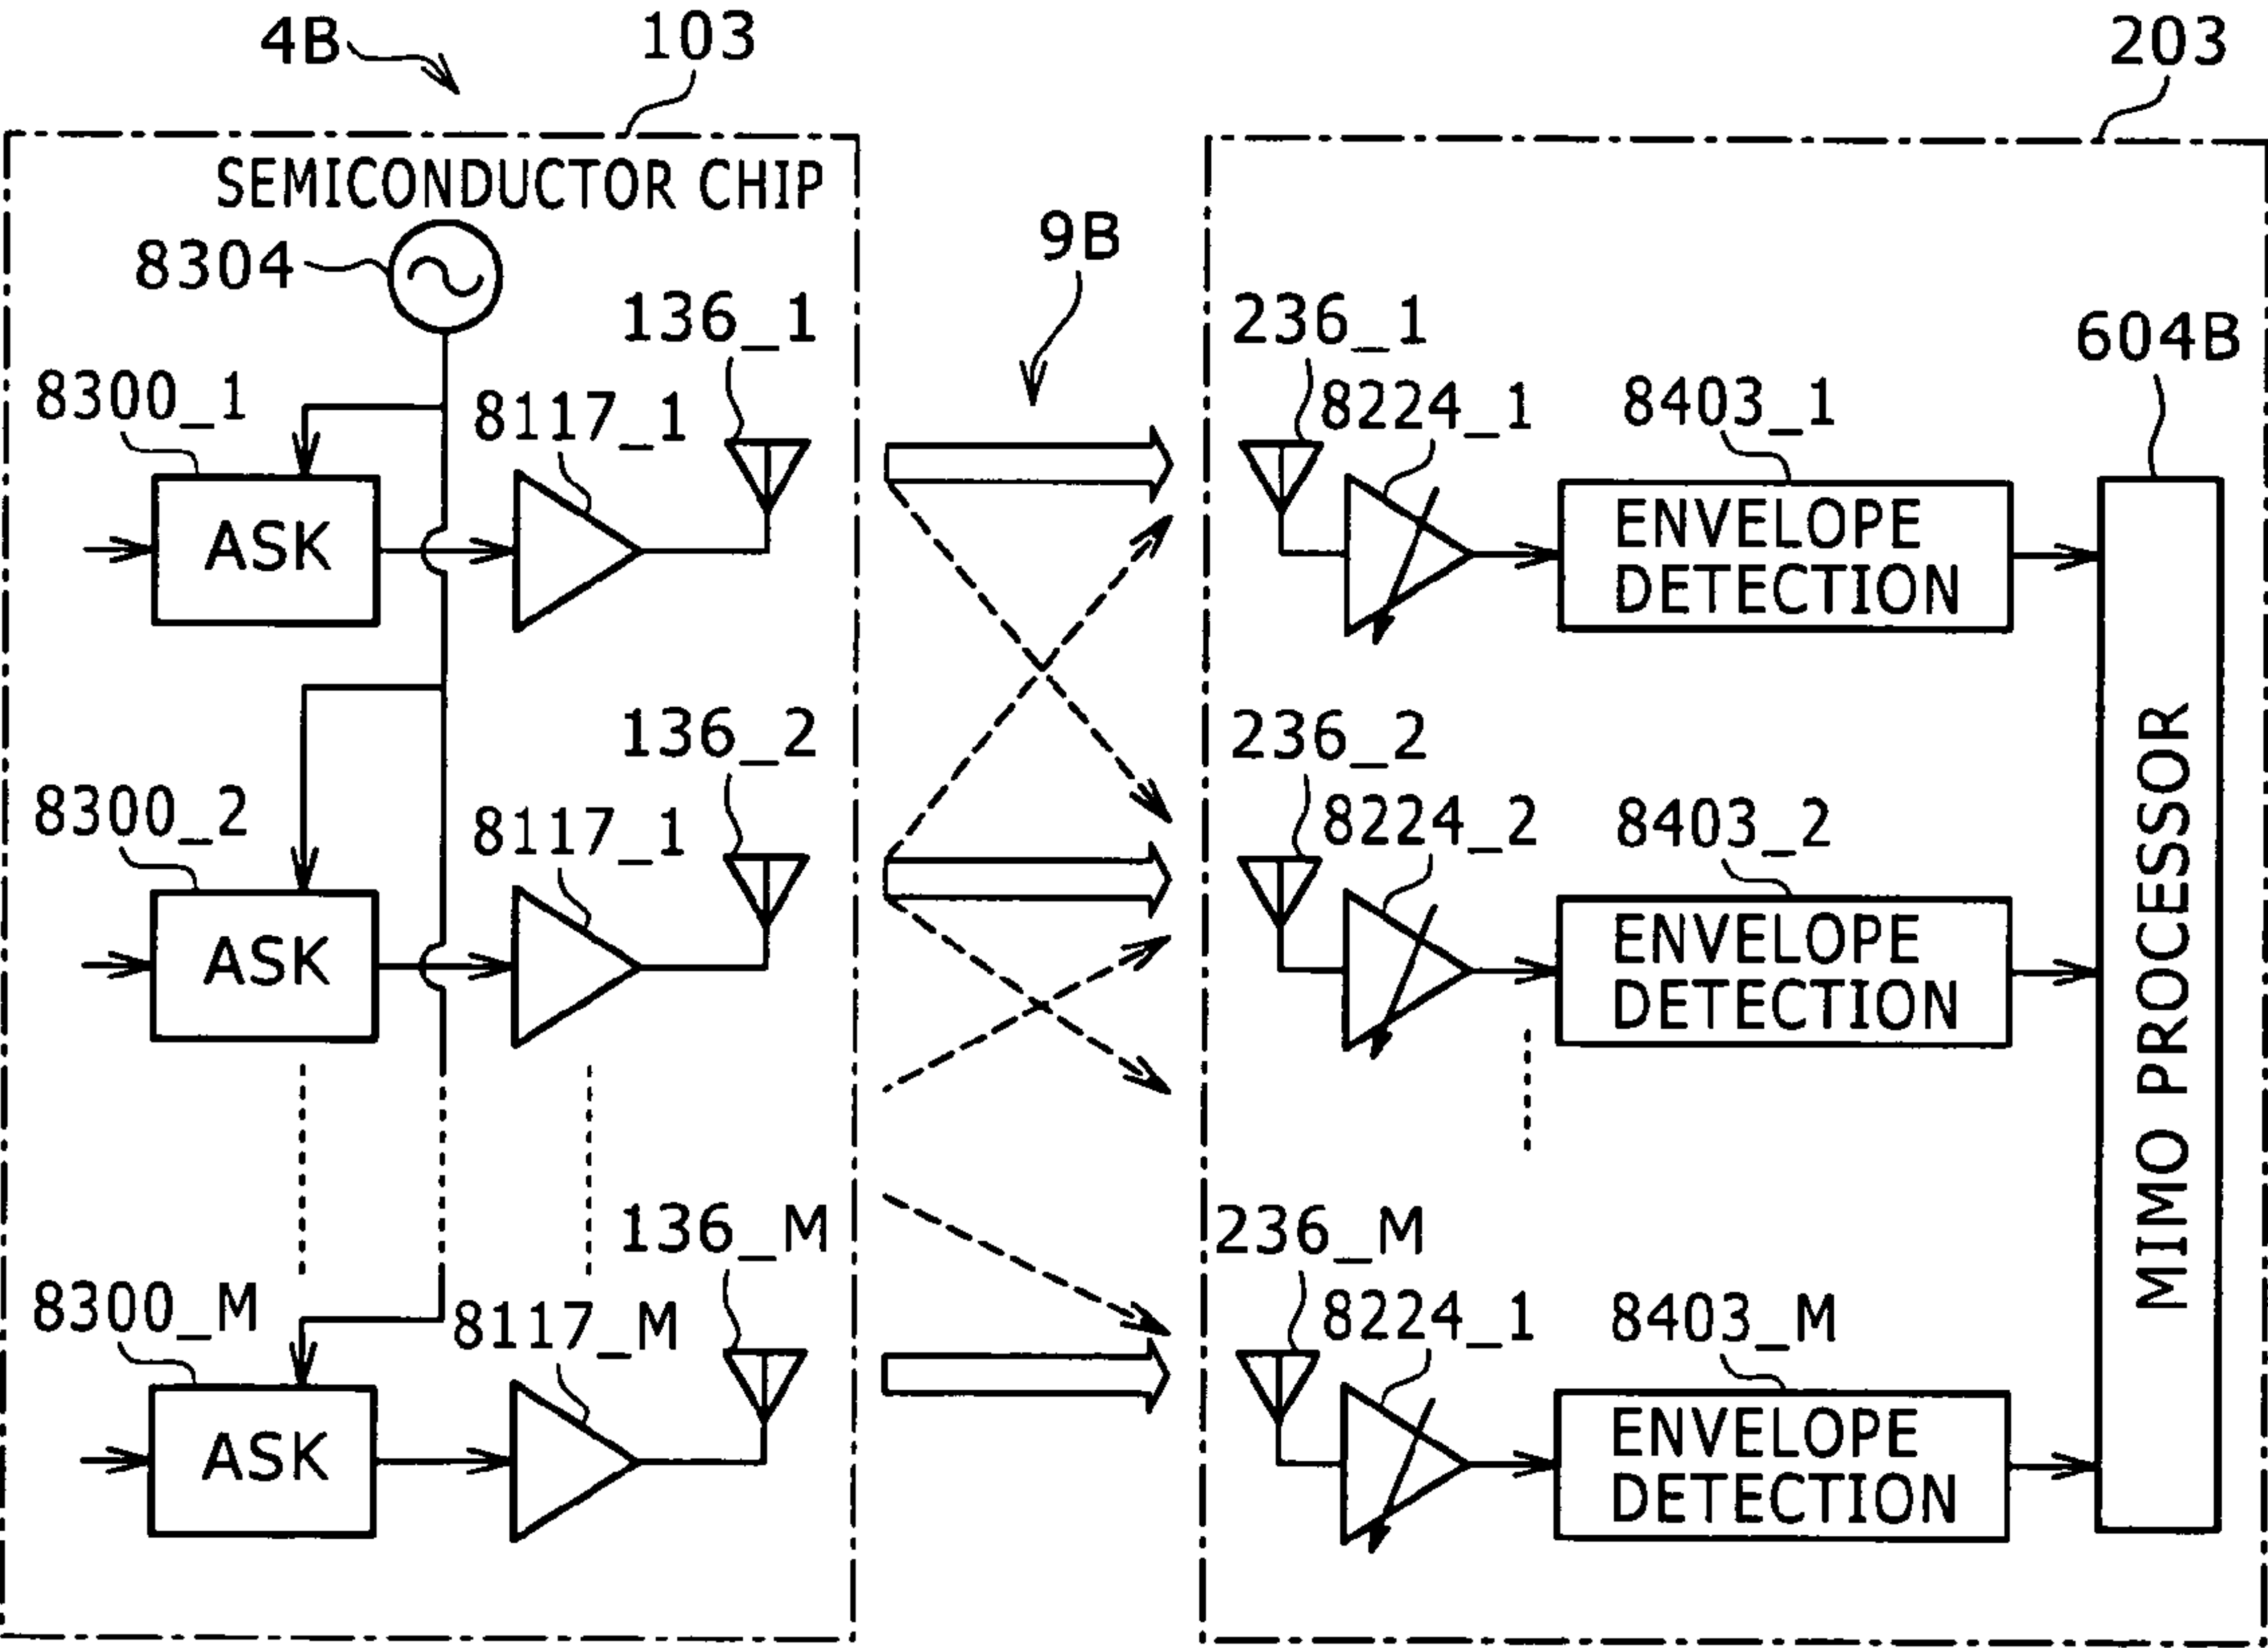 4B
103
203
SEMICONDUCTOR CHIP
8304
9B
136_1
236_1
604B
8300_1
8117_1
8224_1
8403_1
ASK
ENVELOPE
DETECTION
MIMO PROCESSOR
136_2
236_2
8300_2
8117_1
8224_2
8403_2
ASK
ENVELOPE
DETECTION
136_M
236_M
8300_M
8117_M
8224_1
8403_M
ASK
ENVELOPE
DETECTION